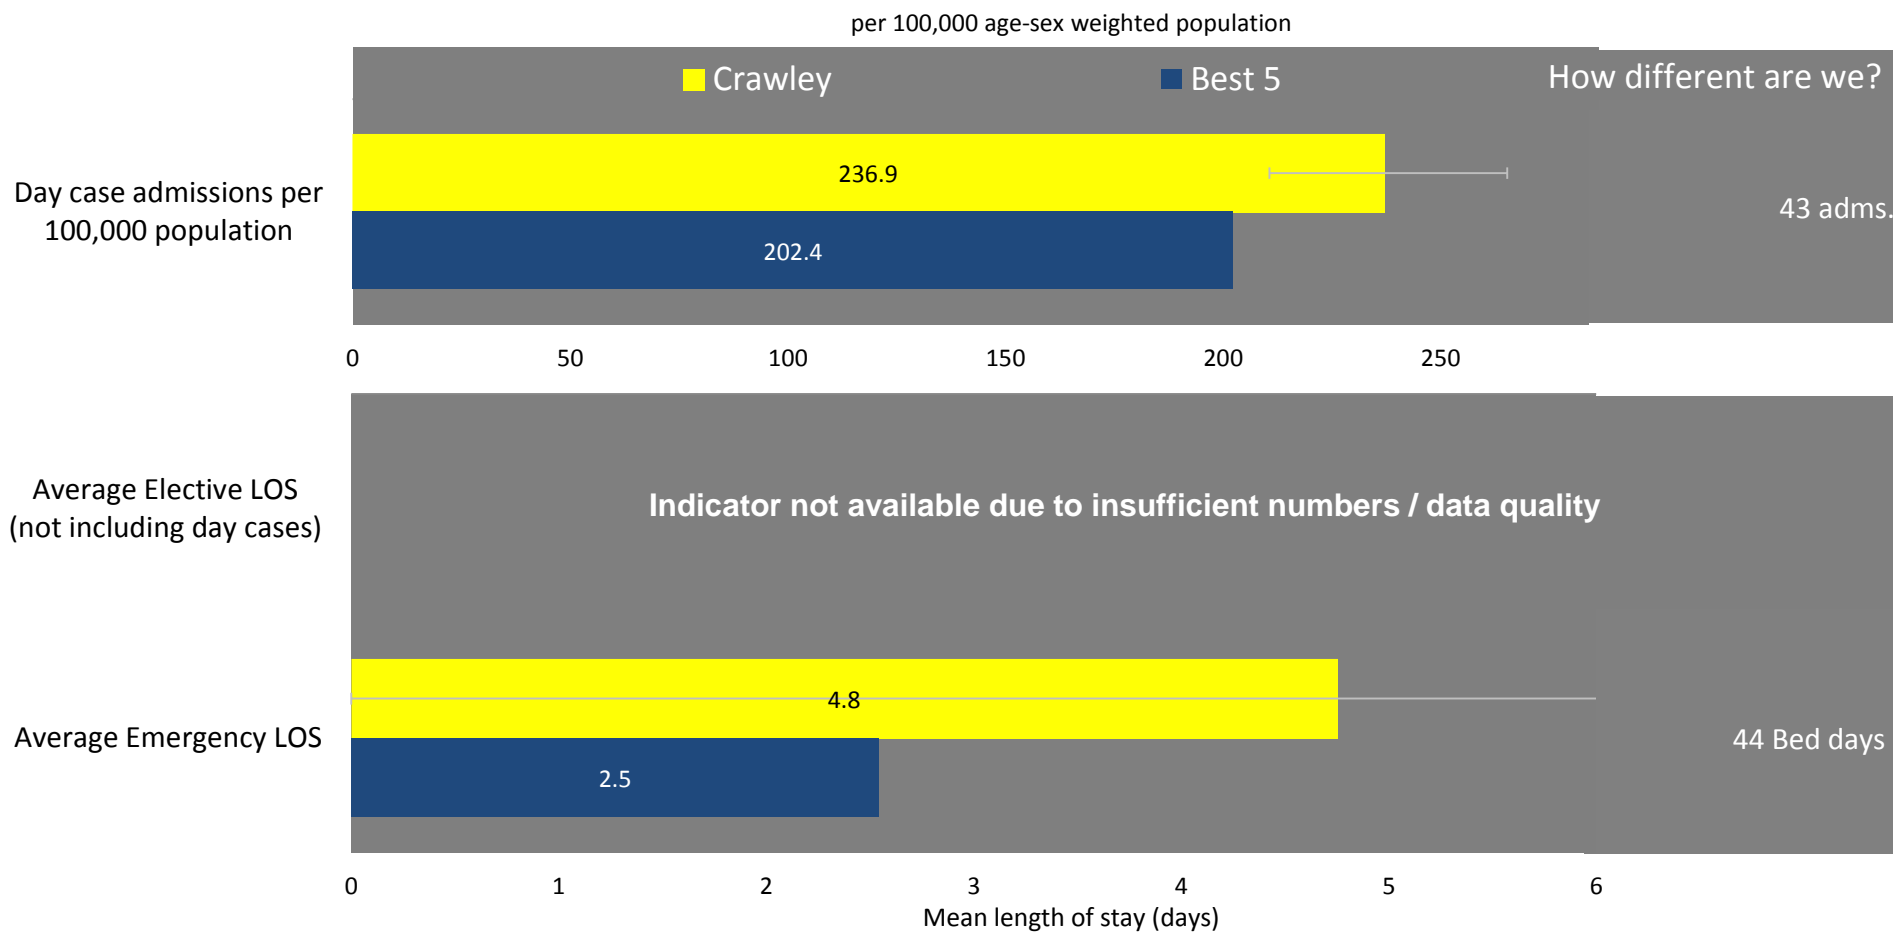 per 100,000 age-sex weighted population
Crawley
Best 5
How different are we?
Day case admissions per
100,000 population
236.9
202.4
43 adms.
0
50
100
150
200
250
Average Elective LOS
(not including day cases)
Indicator not available due to insufficient numbers / data quality
Average Emergency LOS
4.8
2.5
44 Bed days
0
1
2
3
4
5
6
Mean length of stay (days)